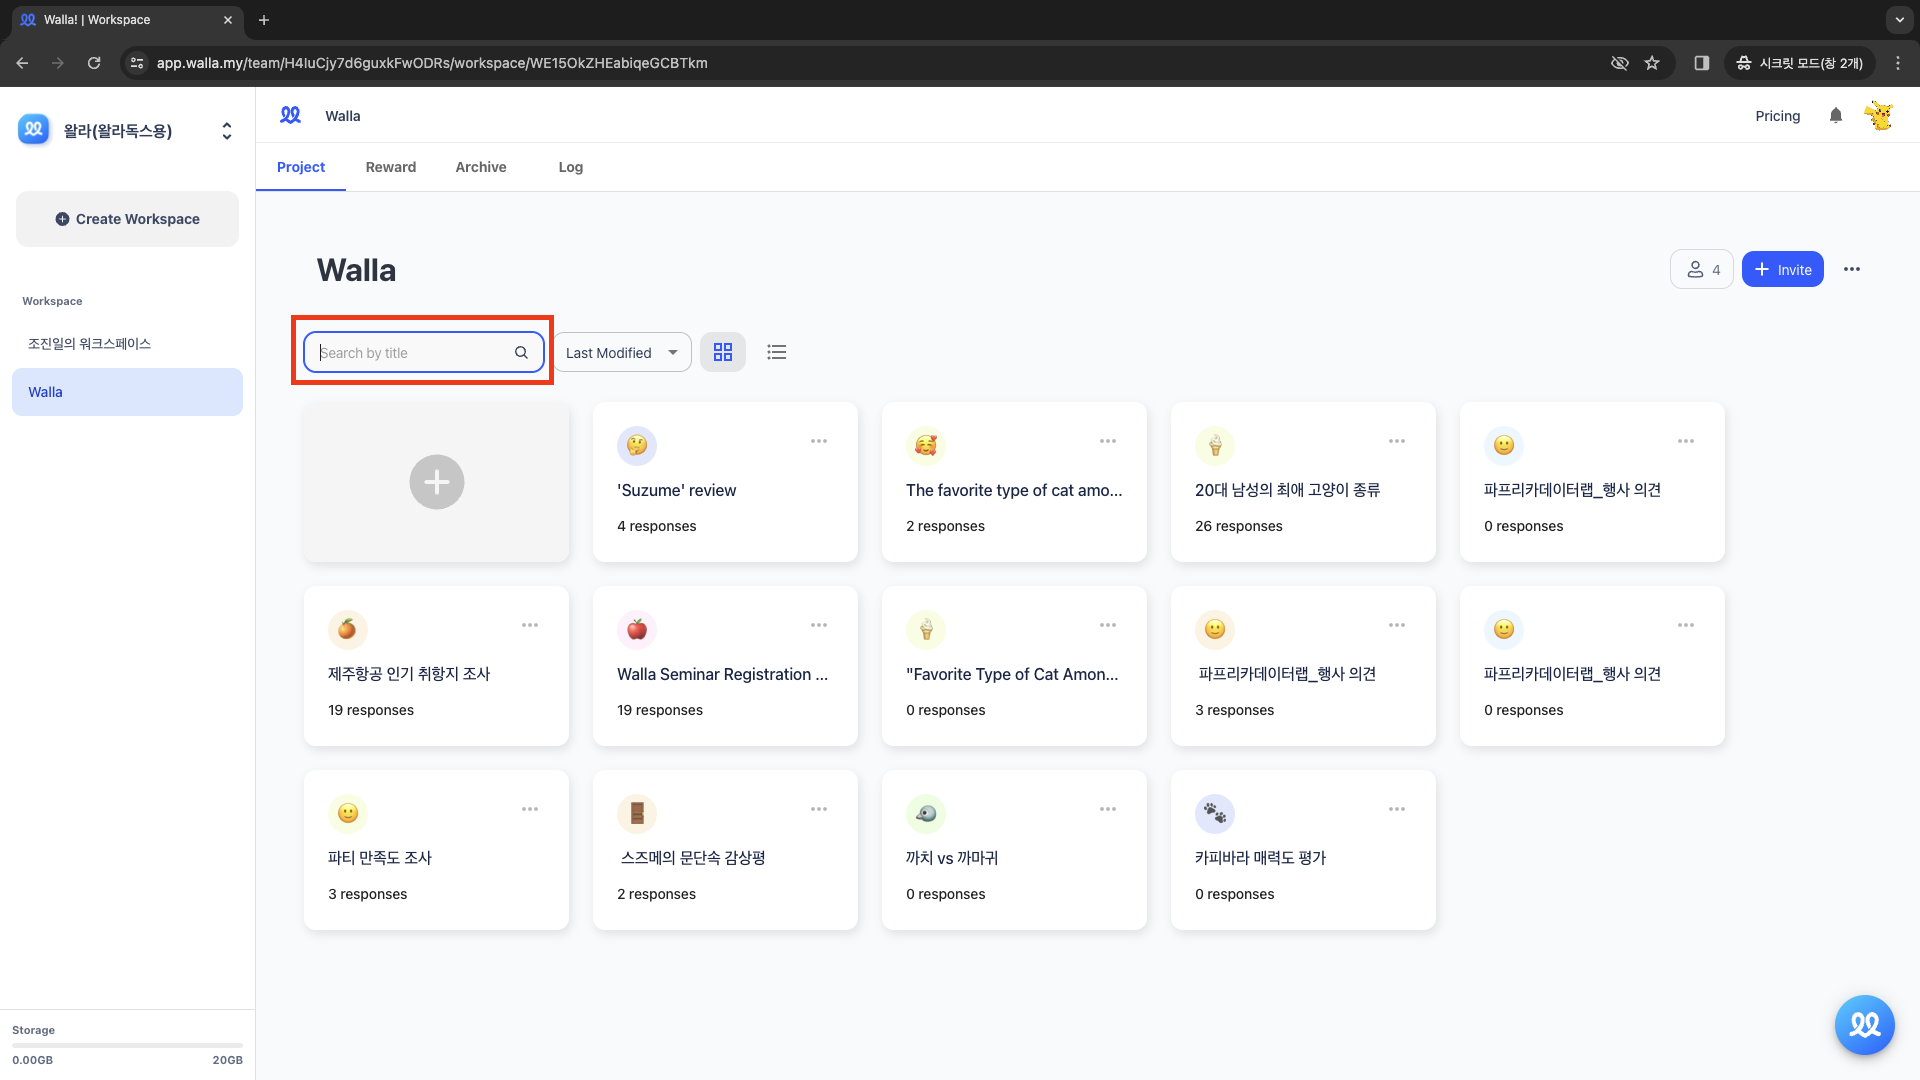 Walla! | Workspace
app.walla.my/team/H4IuCjy7d6guxkFwODRs/workspace/WE15OkZHEabiqeGCBTkm
시크릿 모드(창 2개)
왈라(왈라독스용)
Walla
Pricing
Project
Reward
Archive
Log
Create Workspace
Workspace
조진일의 워크스페이스
Walla
Walla
4
Invite
Search by title
Last Modified
'Suzume' review
4 responses
The favorite type of cat amo...
2 responses
20대 남성의 최애 고양이 종류
26 responses
파프리카데이터랩_행사 의견
0 responses
제주항공 인기 취항지 조사
19 responses
Walla Seminar Registration ...
19 responses
"Favorite Type of Cat Amon...
0 responses
파프리카데이터랩_행사 의견
3 responses
파프리카데이터랩_행사 의견
0 responses
파티 만족도 조사
3 responses
스즈메의 문단속 감상평
2 responses
까치 vs 까마귀
0 responses
카피바라 매력도 평가
0 responses
Storage
0.00GB
20GB